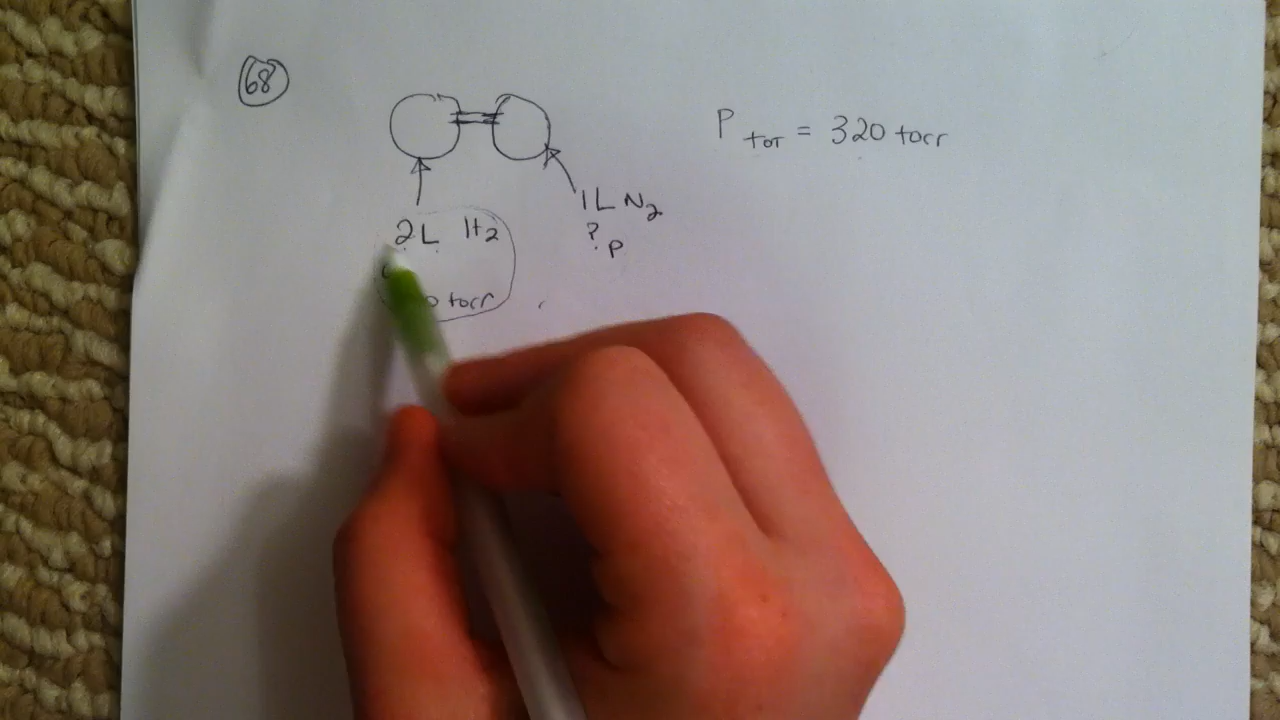 68
P tot = 320 torr
1L N2
2L H2
? P
torr